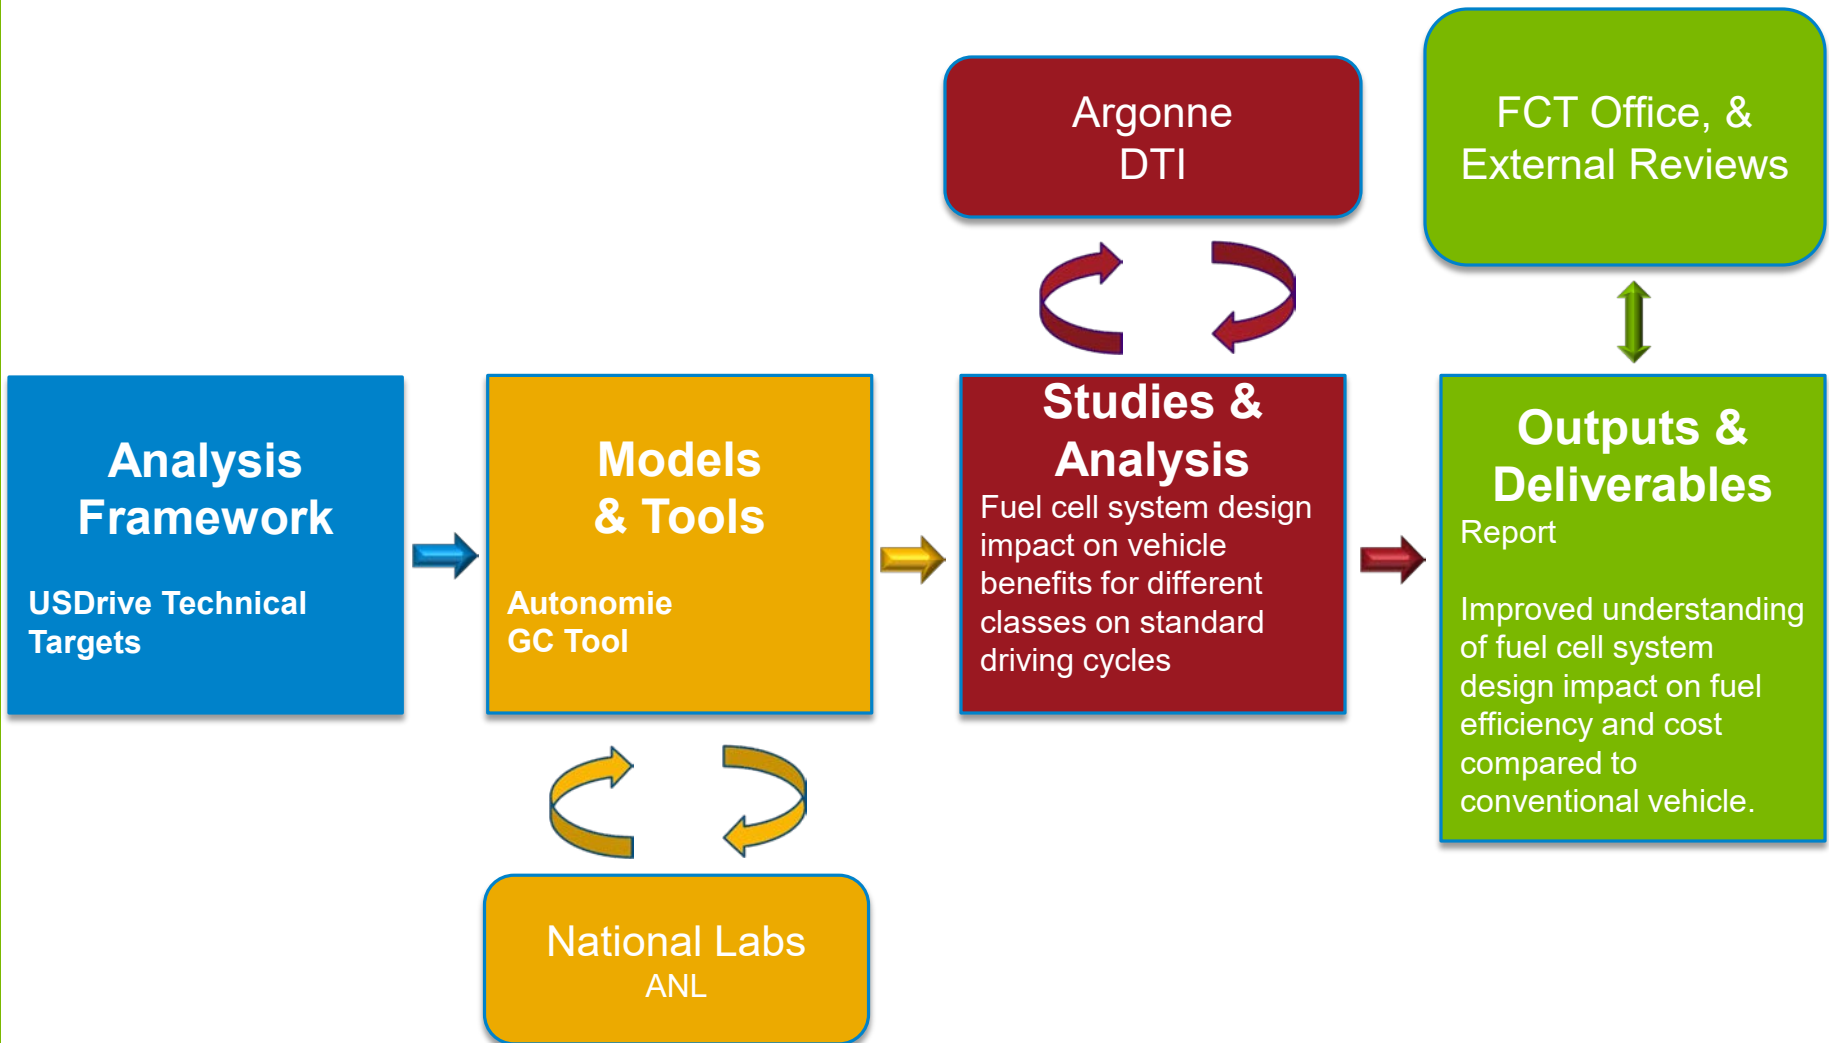 Argonne
DTI
FCT Office, &
External Reviews
Analysis
Framework
USDrive Technical
Targets
Models
& Tools
Autonomie
GC Tool
Studies &
Analysis
Fuel cell system design
impact on vehicle
benefits for different
classes on standard
driving cycles
Outputs &
Deliverables
Report
Improved understanding
of fuel cell system
design impact on fuel
efficiency and cost
compared to
conventional vehicle.
National Labs
ANL